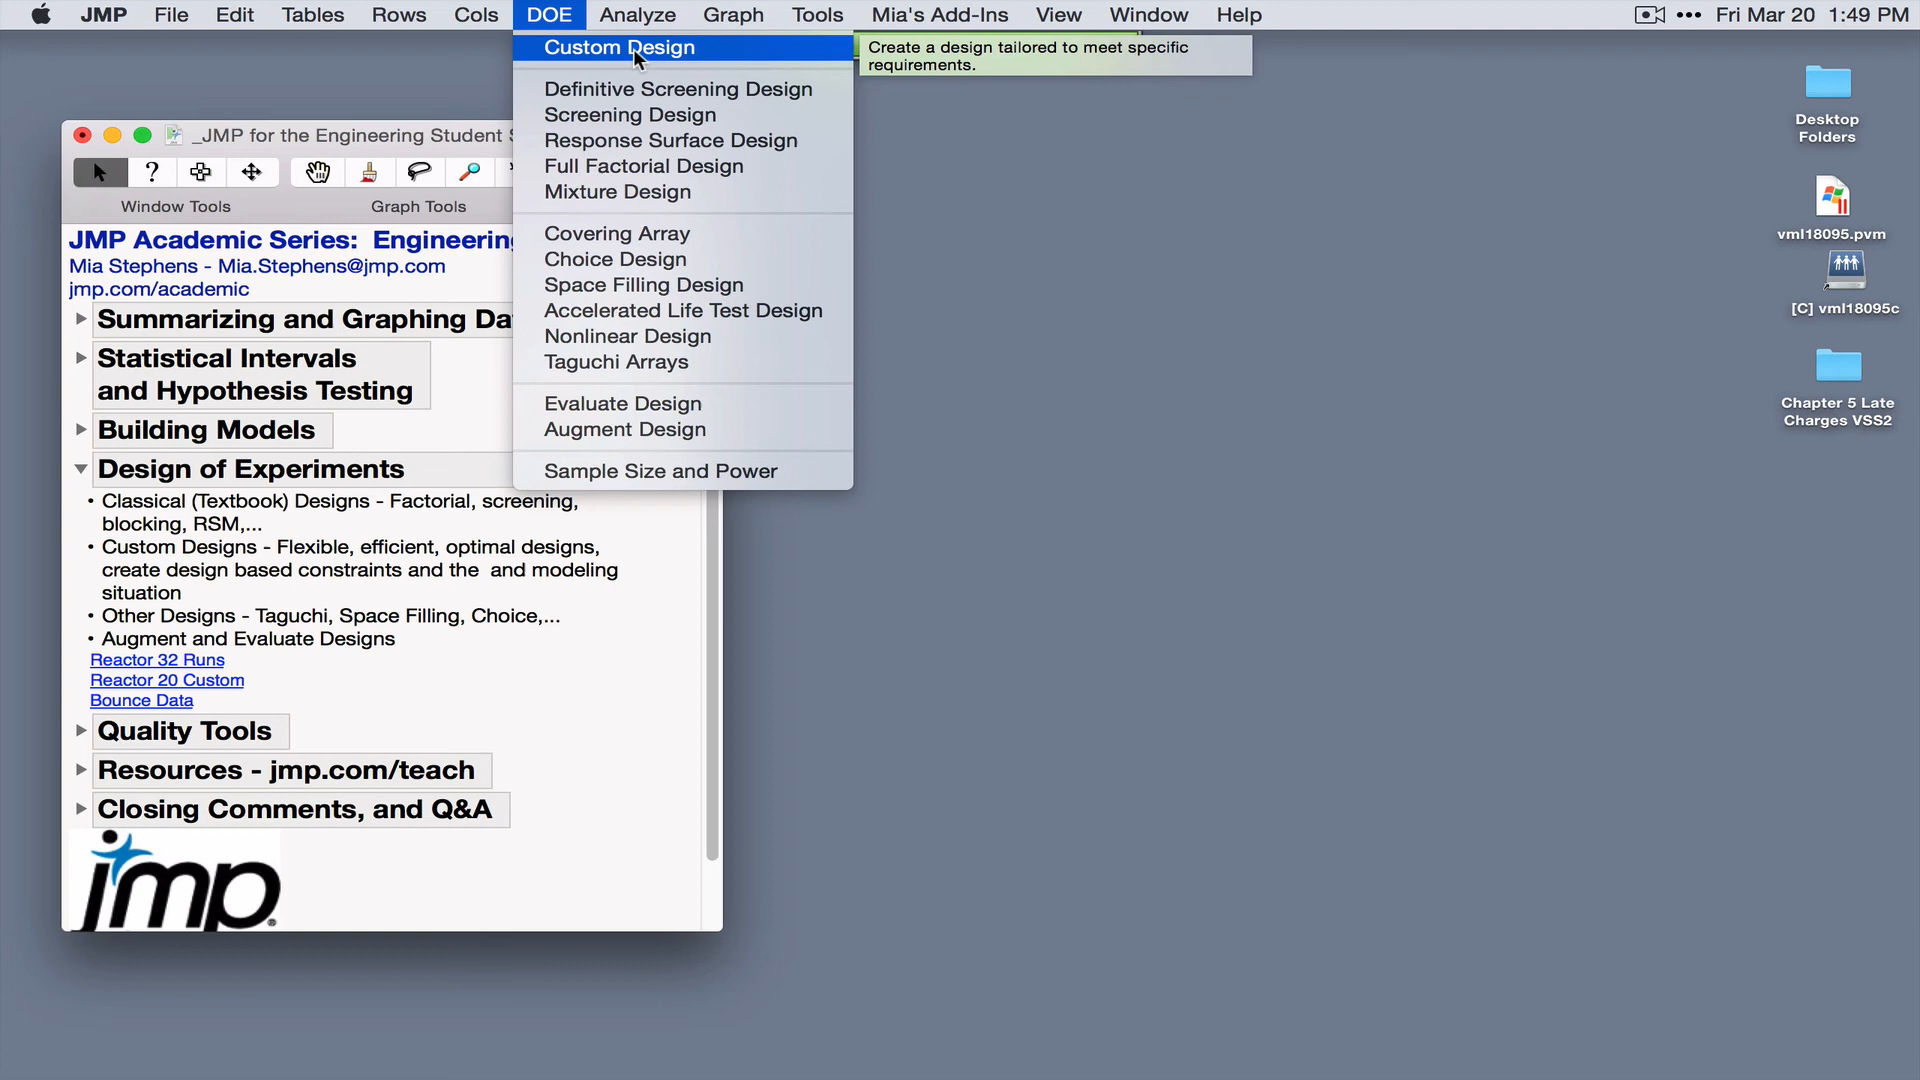 JMP File Edit Tables Rows Cols DOE Analyze Graph Tools Mia's Add-Ins View Window Help Fri Mar 20 1:49 PM
Custom Design
Create a design tailored to meet specific
requirements.
Definitive Screening Design
Screening Design
Response Surface Design
Full Factorial Design
Mixture Design
Covering Array
Choice Design
Space Filling Design
Accelerated Life Test Design
Nonlinear Design
Taguchi Arrays
Evaluate Design
Augment Design
Sample Size and Power
_JMP for the Engineering Student S
Window Tools Graph Tools
JMP Academic Series: Engineering
Mia Stephens - Mia.Stephens@jmp.com
jmp.com/academic
Summarizing and Graphing Da
Statistical Intervals
and Hypothesis Testing
Building Models
Design of Experiments
• Classical (Textbook) Designs - Factorial, screening,
blocking, RSM,...
• Custom Designs - Flexible, efficient, optimal designs,
create design based constraints and the and modeling
situation
• Other Designs - Taguchi, Space Filling, Choice,...
• Augment and Evaluate Designs
Reactor 32 Runs
Reactor 20 Custom
Bounce Data
Quality Tools
Resources - jmp.com/teach
Closing Comments, and Q&A
jmp
Desktop
Folders
vml18095.pvm
[C] vml18095c
Chapter 5 Late
Charges VSS2